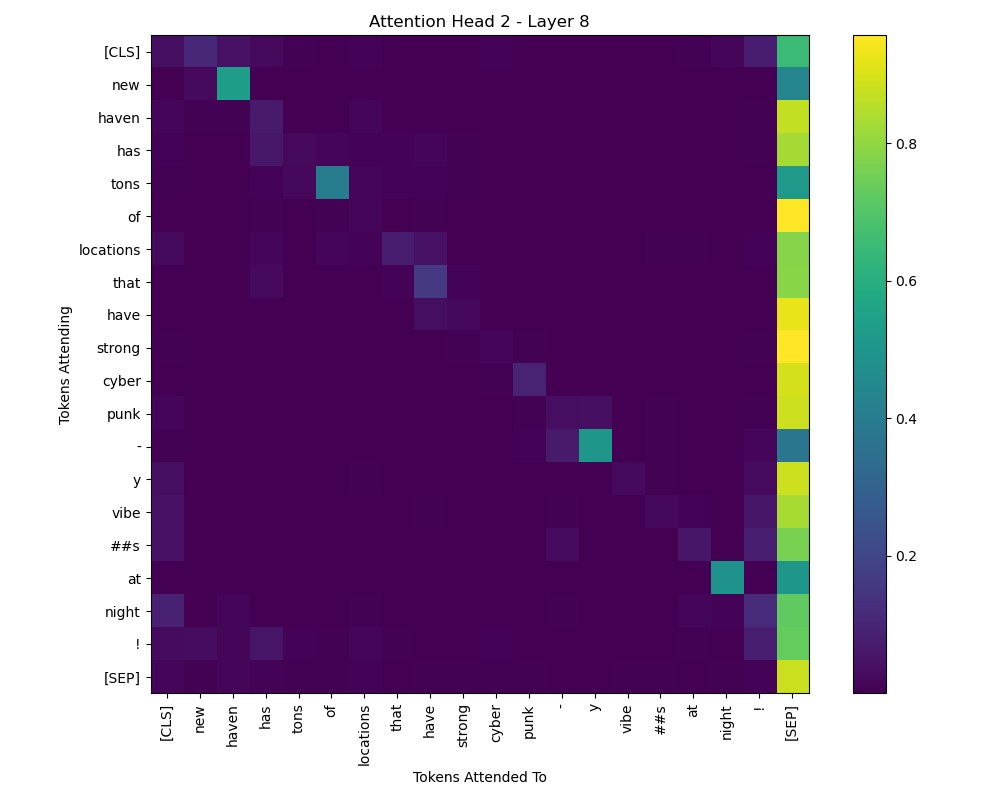 Attention Head 2 - Layer 8
[CLS]
new
haven
has
tons
of
locations
that
have
strong
cyber
punk
-
y
vibe
##s
at
night
!
[SEP]
Tokens Attending
[CLS]
new
haven
has
tons
of
locations
that
have
strong
cyber
punk
-
y
vibe
##s
at
night
!
[SEP]
Tokens Attended To
0.8
0.6
0.4
0.2